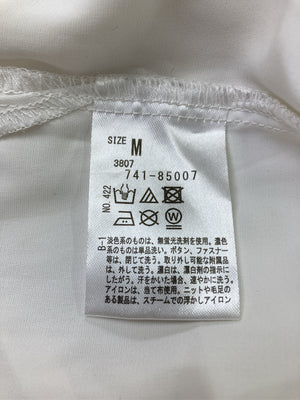 SIZE M
3807
741-85007
NO.422
B-1
淡色系のものは、無蛍光洗剤を使用。濃色
系のものは、単品洗い。ボタン、ファスナー
等は、閉じて洗う。取り外し可能な付属品
は、外して洗う。漂白は、漂白剤の指示に
したがう。汗をかいた場合、速やかに洗う。
アイロンは、当て布使用。ニットや毛足の
ある製品は、スチームでの浮かしアイロン